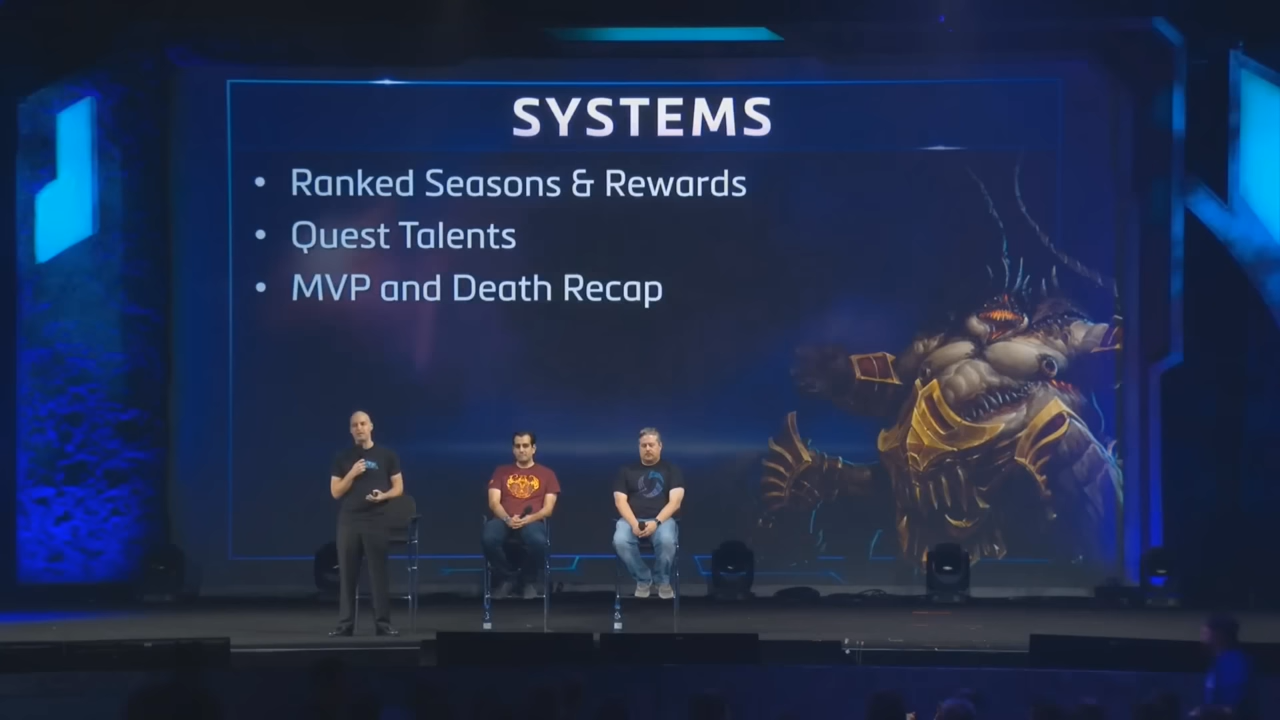 SYSTEMS
• Ranked Seasons & Rewards
• Quest Talents
• MVP and Death Recap